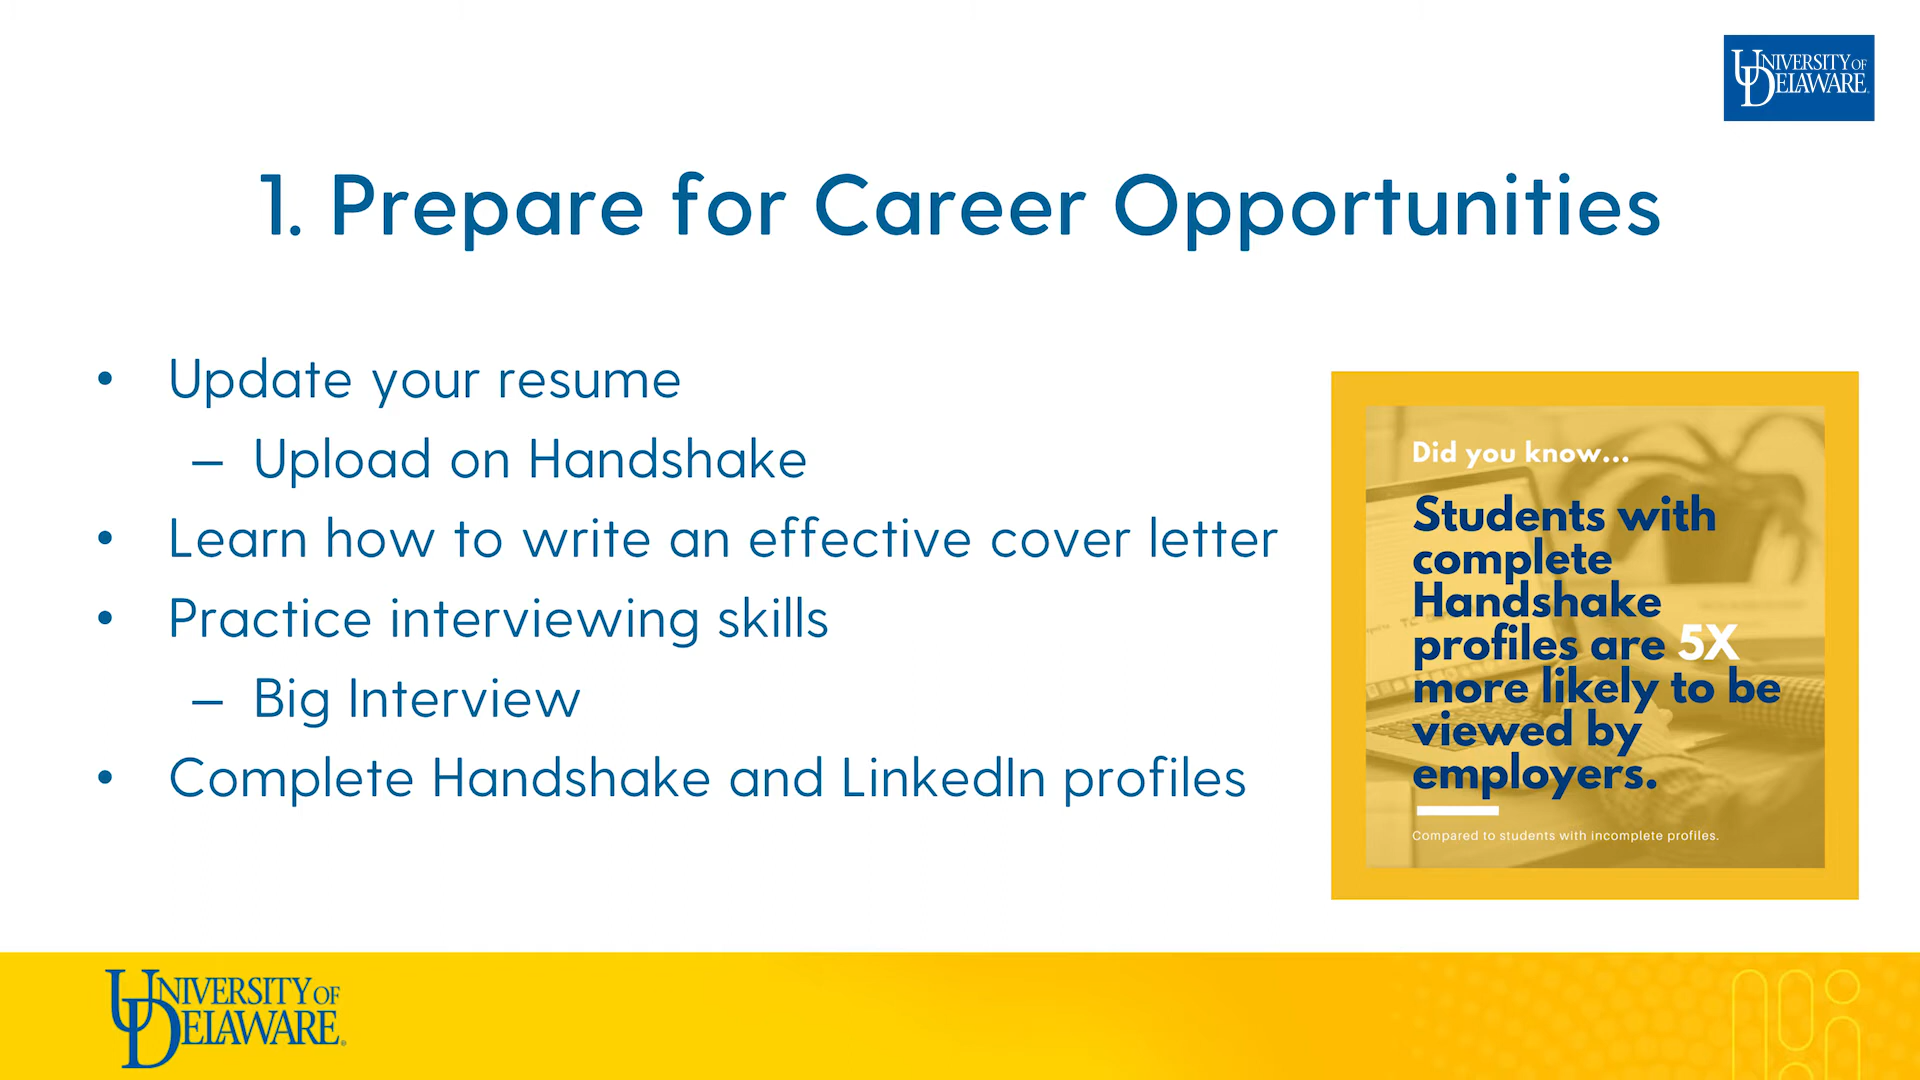 UNIVERSITY OF
DELAWARE
1. Prepare for Career Opportunities
• Update your resume
– Upload on Handshake
• Learn how to write an effective cover letter
• Practice interviewing skills
– Big Interview
• Complete Handshake and LinkedIn profiles
Did you know...
Students with
complete
Handshake
profiles are 5X
more likely to be
viewed by
employers.
Compared to students with incomplete profiles.
UNIVERSITY OF
DELAWARE